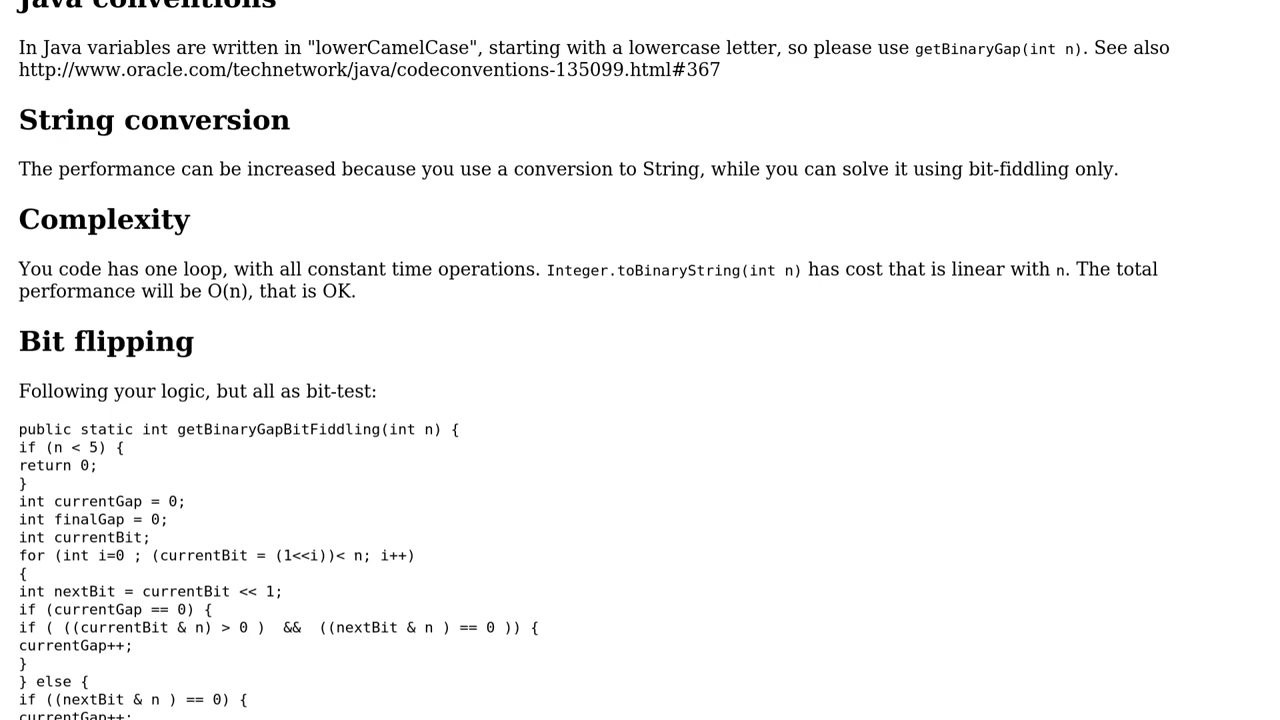 Java conventions
In Java variables are written in "lowerCamelCase", starting with a lowercase letter, so please use getBinaryGap(int n). See also
http://www.oracle.com/technetwork/java/codeconventions-135099.html#367
String conversion
The performance can be increased because you use a conversion to String, while you can solve it using bit-fiddling only.
Complexity
You code has one loop, with all constant time operations. Integer.toBinaryString(int n) has cost that is linear with n. The total
performance will be O(n), that is OK.
Bit flipping
Following your logic, but all as bit-test:
public static int getBinaryGapBitFiddling(int n) {
if (n < 5) {
return 0;
}
int currentGap = 0;
int finalGap = 0;
int currentBit;
for (int i=0 ; (currentBit = (1<<i))< n; i++)
{
int nextBit = currentBit << 1;
if (currentGap == 0) {
if ( ((currentBit & n) > 0 )  &&  ((nextBit & n ) == 0 )) {
currentGap++;
}
} else {
if ((nextBit & n ) == 0) {
currentGap++;